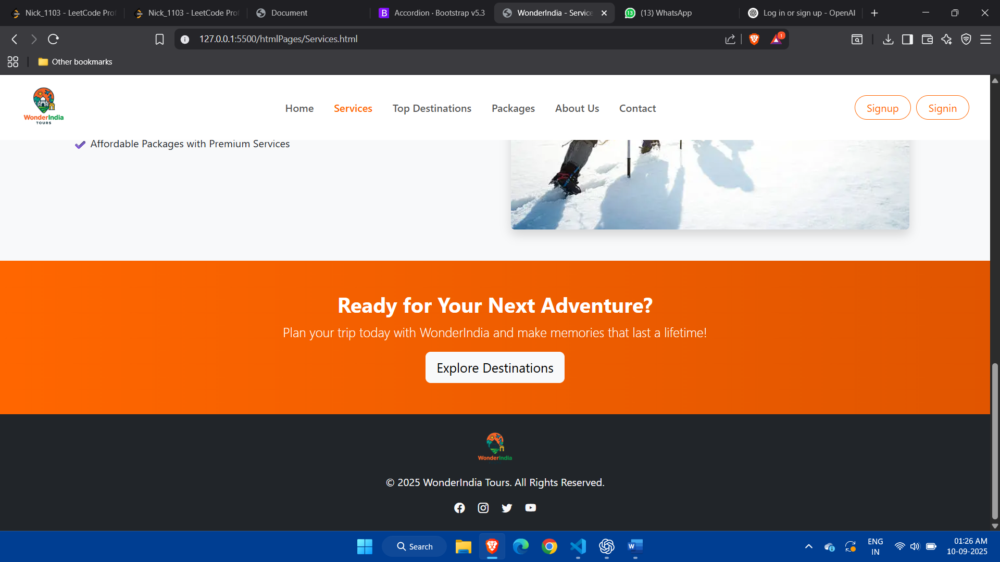 Nick_1103 - LeetCode Prof
Nick_1103 - LeetCode Prof
Document
B Accordion · Bootstrap v5.3
WonderIndia - Service
13 (13) WhatsApp
Log in or sign up - OpenAI
127.0.0.1:5500/htmlPages/Services.html
1
Other bookmarks
WonderIndia
TOURS
Home
Services
Top Destinations
Packages
About Us
Contact
Signup
Signin
Affordable Packages with Premium Services
Ready for Your Next Adventure?
Plan your trip today with WonderIndia and make memories that last a lifetime!
Explore Destinations
WonderIndia
© 2025 WonderIndia Tours. All Rights Reserved.
Search
W
ENG
IN
01:26 AM
10-09-2025